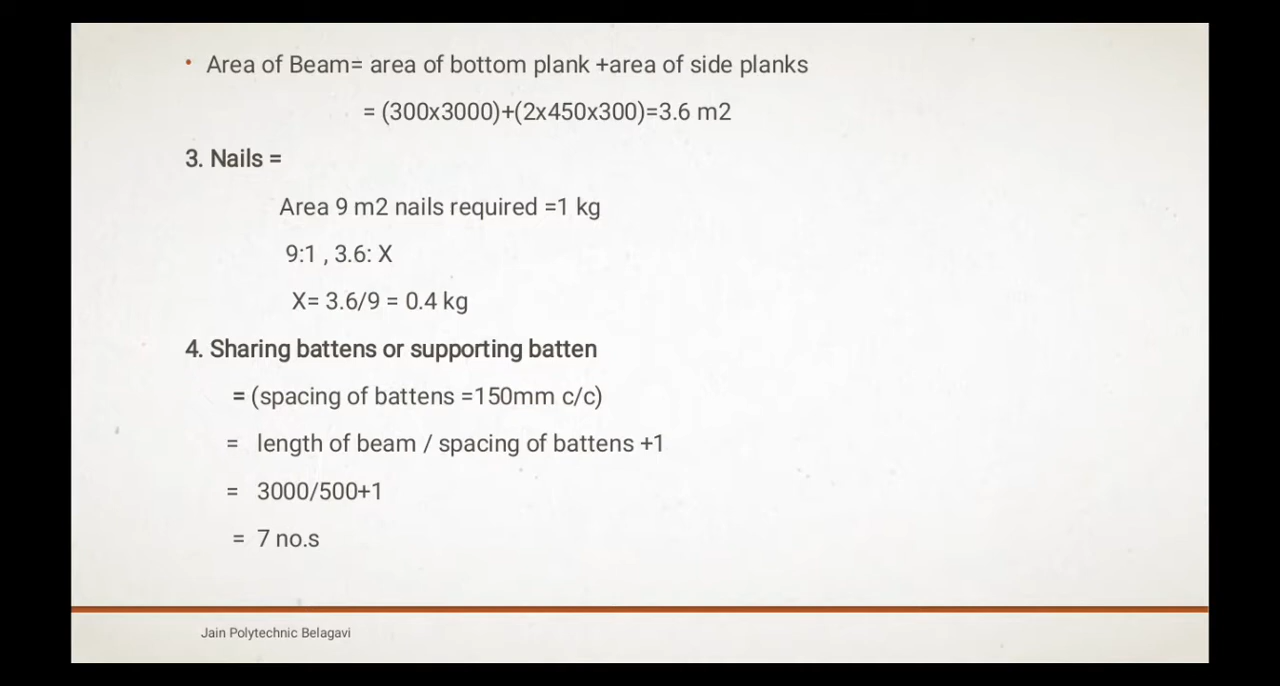 • Area of Beam= area of bottom plank +area of side planks
= (300x3000)+(2x450x300)=3.6 m2
3. Nails =
Area 9 m2 nails required =1 kg
9:1 , 3.6: X
X= 3.6/9 = 0.4 kg
4. Sharing battens or supporting batten
= (spacing of battens =150mm c/c)
= length of beam / spacing of battens +1
= 3000/500+1
= 7 no.s
Jain Polytechnic Belagavi